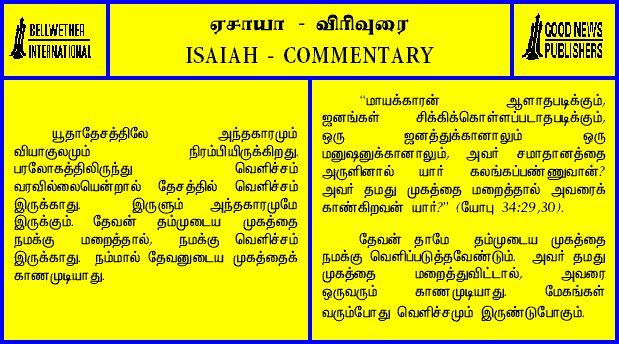 BELLWETHER
INTERNATIONAL
ஏசாயா - விரிவுரை
ISAIAH - COMMENTARY
GOOD NEWS
PUBLISHERS
யூதாதேசத்திலே அந்தகாரமும்
வியாகுலமும் நிரம்பியிருக்கிறது.
பரலோகத்திலிருந்து வெளிச்சம்
வரவில்லையென்றால் தேசத்தில் வெளிச்சம்
இருக்காது. இருளும் அந்தகாரமுமே
இருக்கும். தேவன் தம்முடைய முகத்தை
நமக்கு மறைத்தால், நமக்கு வெளிச்சம்
இருக்காது. நம்மால் தேவனுடைய முகத்தைக்
காணமுடியாது.
“மாயக்காரன் ஆளாதபடிக்கும்,
ஜனங்கள் சிக்கிக்கொள்ளப்படாதபடிக்கும்,
ஒரு ஜனத்துக்கானாலும் ஒரு
மனுஷனுக்கானாலும், அவர் சமாதானத்தை
அருளினால் யார் கலங்கப்பண்ணுவான்?
அவர் தமது முகத்தை மறைத்தால் அவரைக்
காண்கிறவன் யார்?” (யோபு 34:29,30).
தேவன் தாமே தம்முடைய முகத்தை
நமக்கு வெளிப்படுத்தவேண்டும். அவர் தமது
முகத்தை மறைத்துவிட்டால், அவரை
ஒருவரும் காணமுடியாது. மேகங்கள்
வரும்போது வெளிச்சமும் இருண்டுபோகும்.